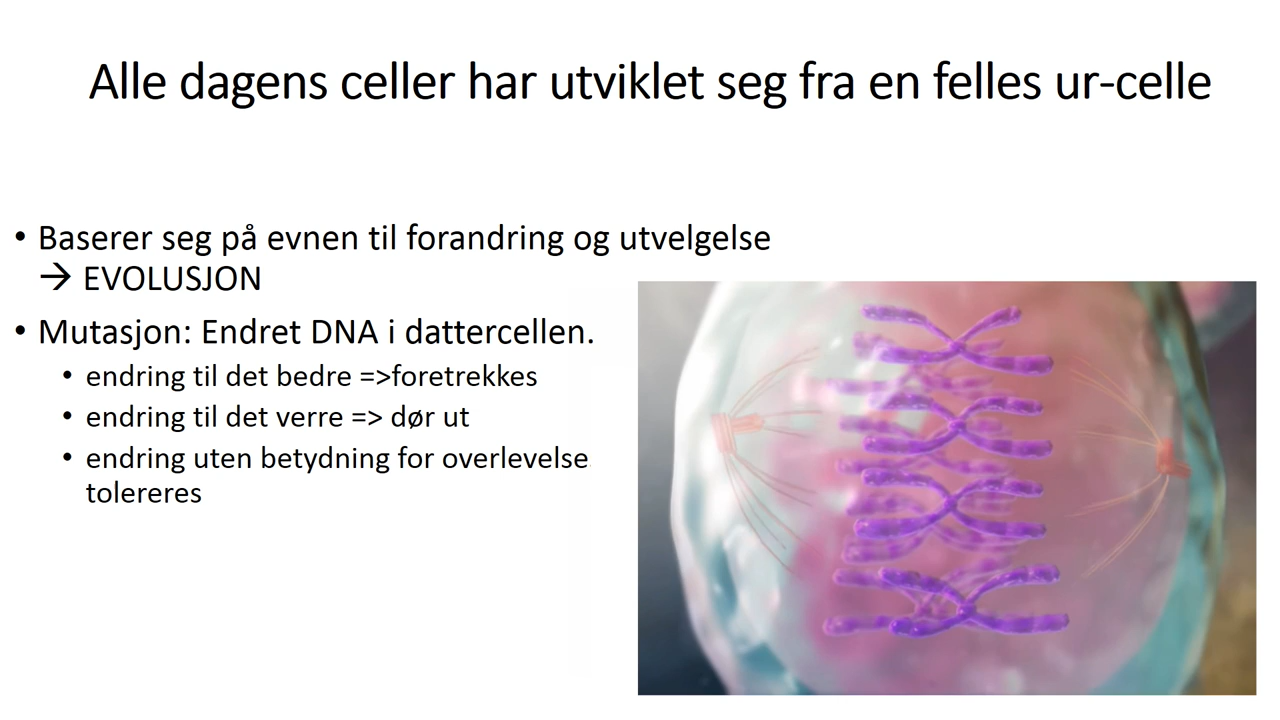 Alle dagens celler har utviklet seg fra en felles ur-celle
• Baserer seg på evnen til forandring og utvelgelse
→ EVOLUSJON
• Mutasjon: Endret DNA i dattercellen.
• endring til det bedre =>foretrekkes
• endring til det verre => dør ut
• endring uten betydning for overlevelse
tolereres